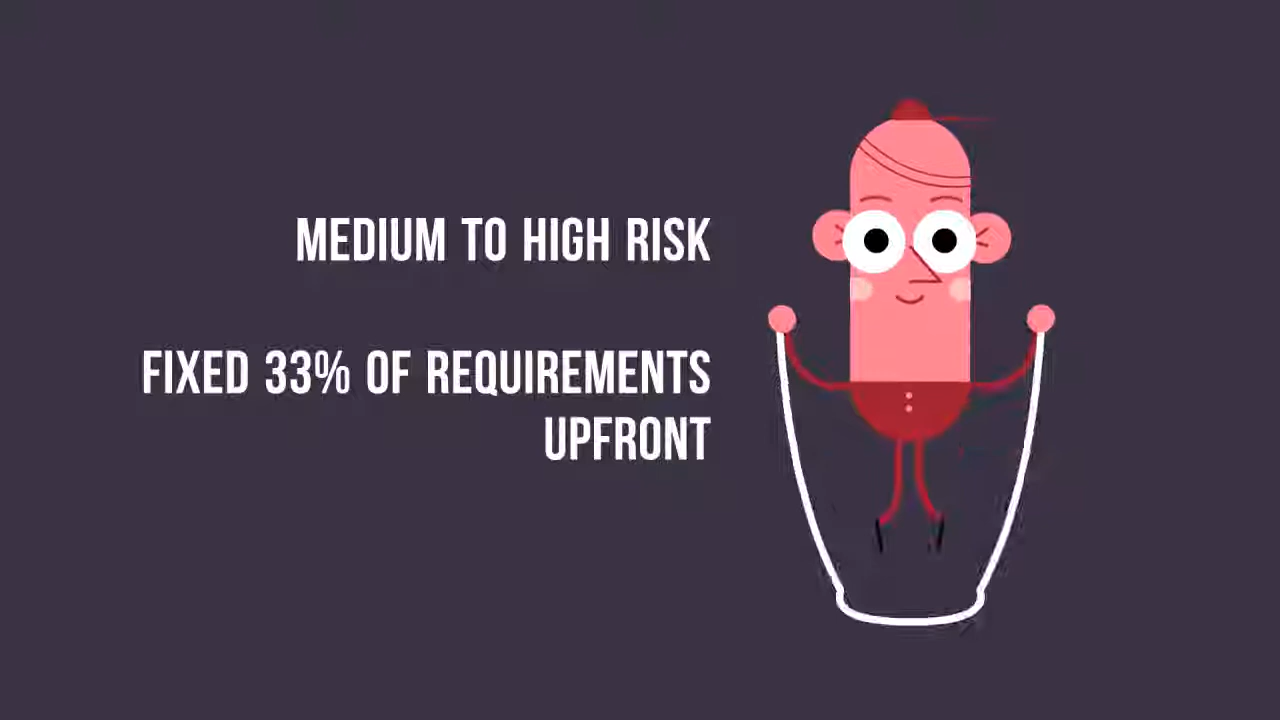 MEDIUM TO HIGH RISK
FIXED 33% OF REQUIREMENTS
UPFRONT